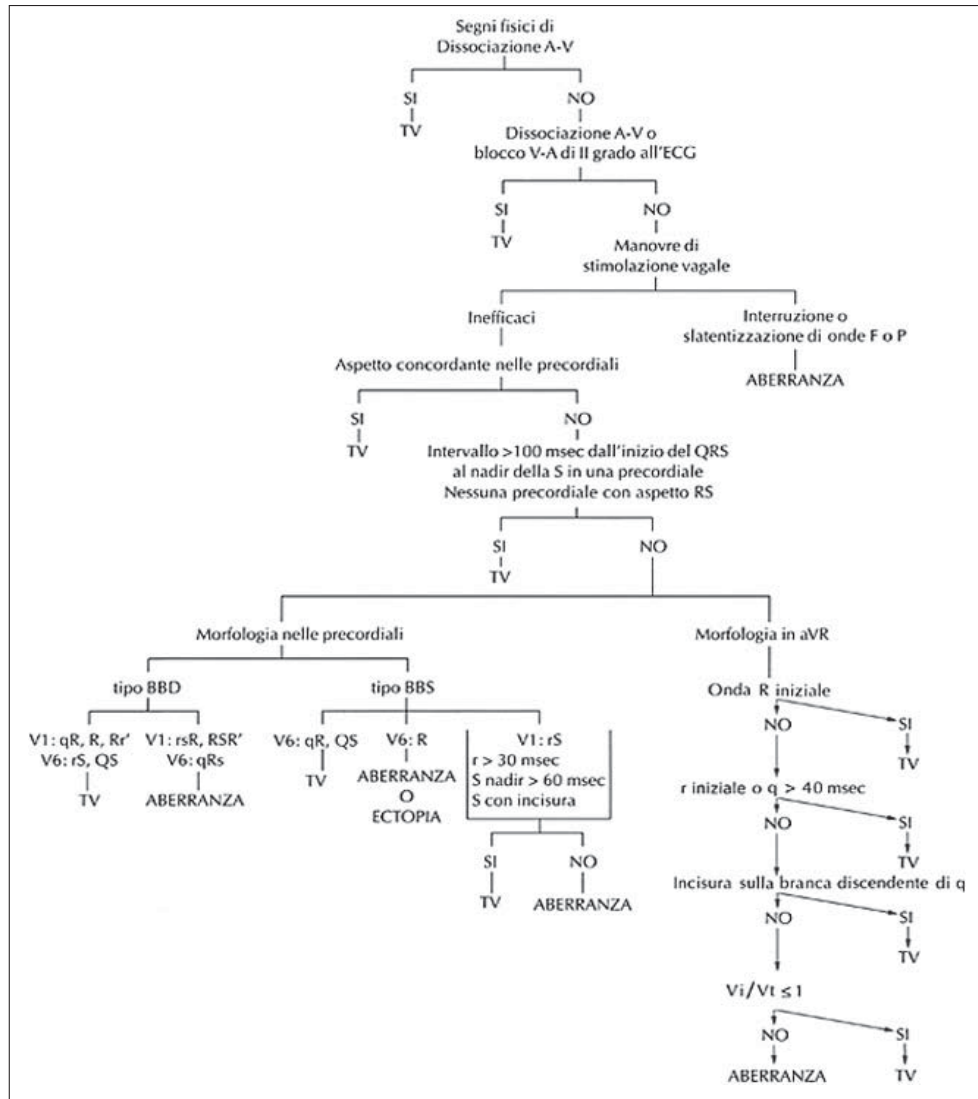 Segni fisici di
Dissociazione A-V
SI
NO
TV
Dissociazione A-V o
blocco V-A di II grado all'ECG
SI
NO
TV
Manovre di
stimolazione vagale
Inefficaci
Interruzione o
slatentizzazione di onde F o P
ABERRANZA
Aspetto concordante nelle precordiali
SI
NO
TV
Intervallo >100 msec dall'inizio del QRS
al nadir della S in una precordiale
Nessuna precordiale con aspetto RS
SI
NO
TV
Morfologia nelle precordiali
tipo BBD
V1: qR, R, Rr'
V6: rS, QS
TV
V1: rsR, RSR'
V6: qRs
ABERRANZA
tipo BBS
V6: qR, QS
TV
V6: R
ABERRANZA
O
ECTOPIA
V1: rS
r > 30 msec
S nadir > 60 msec
S con incisura
SI
NO
TV
ABERRANZA
Morfologia in aVR
Onda R iniziale
NO
SI
TV
r iniziale o q > 40 msec
NO
SI
TV
Incisura sulla branca discendente di q
NO
SI
TV
Vi/Vt ≤ 1
NO
SI
ABERRANZA
TV